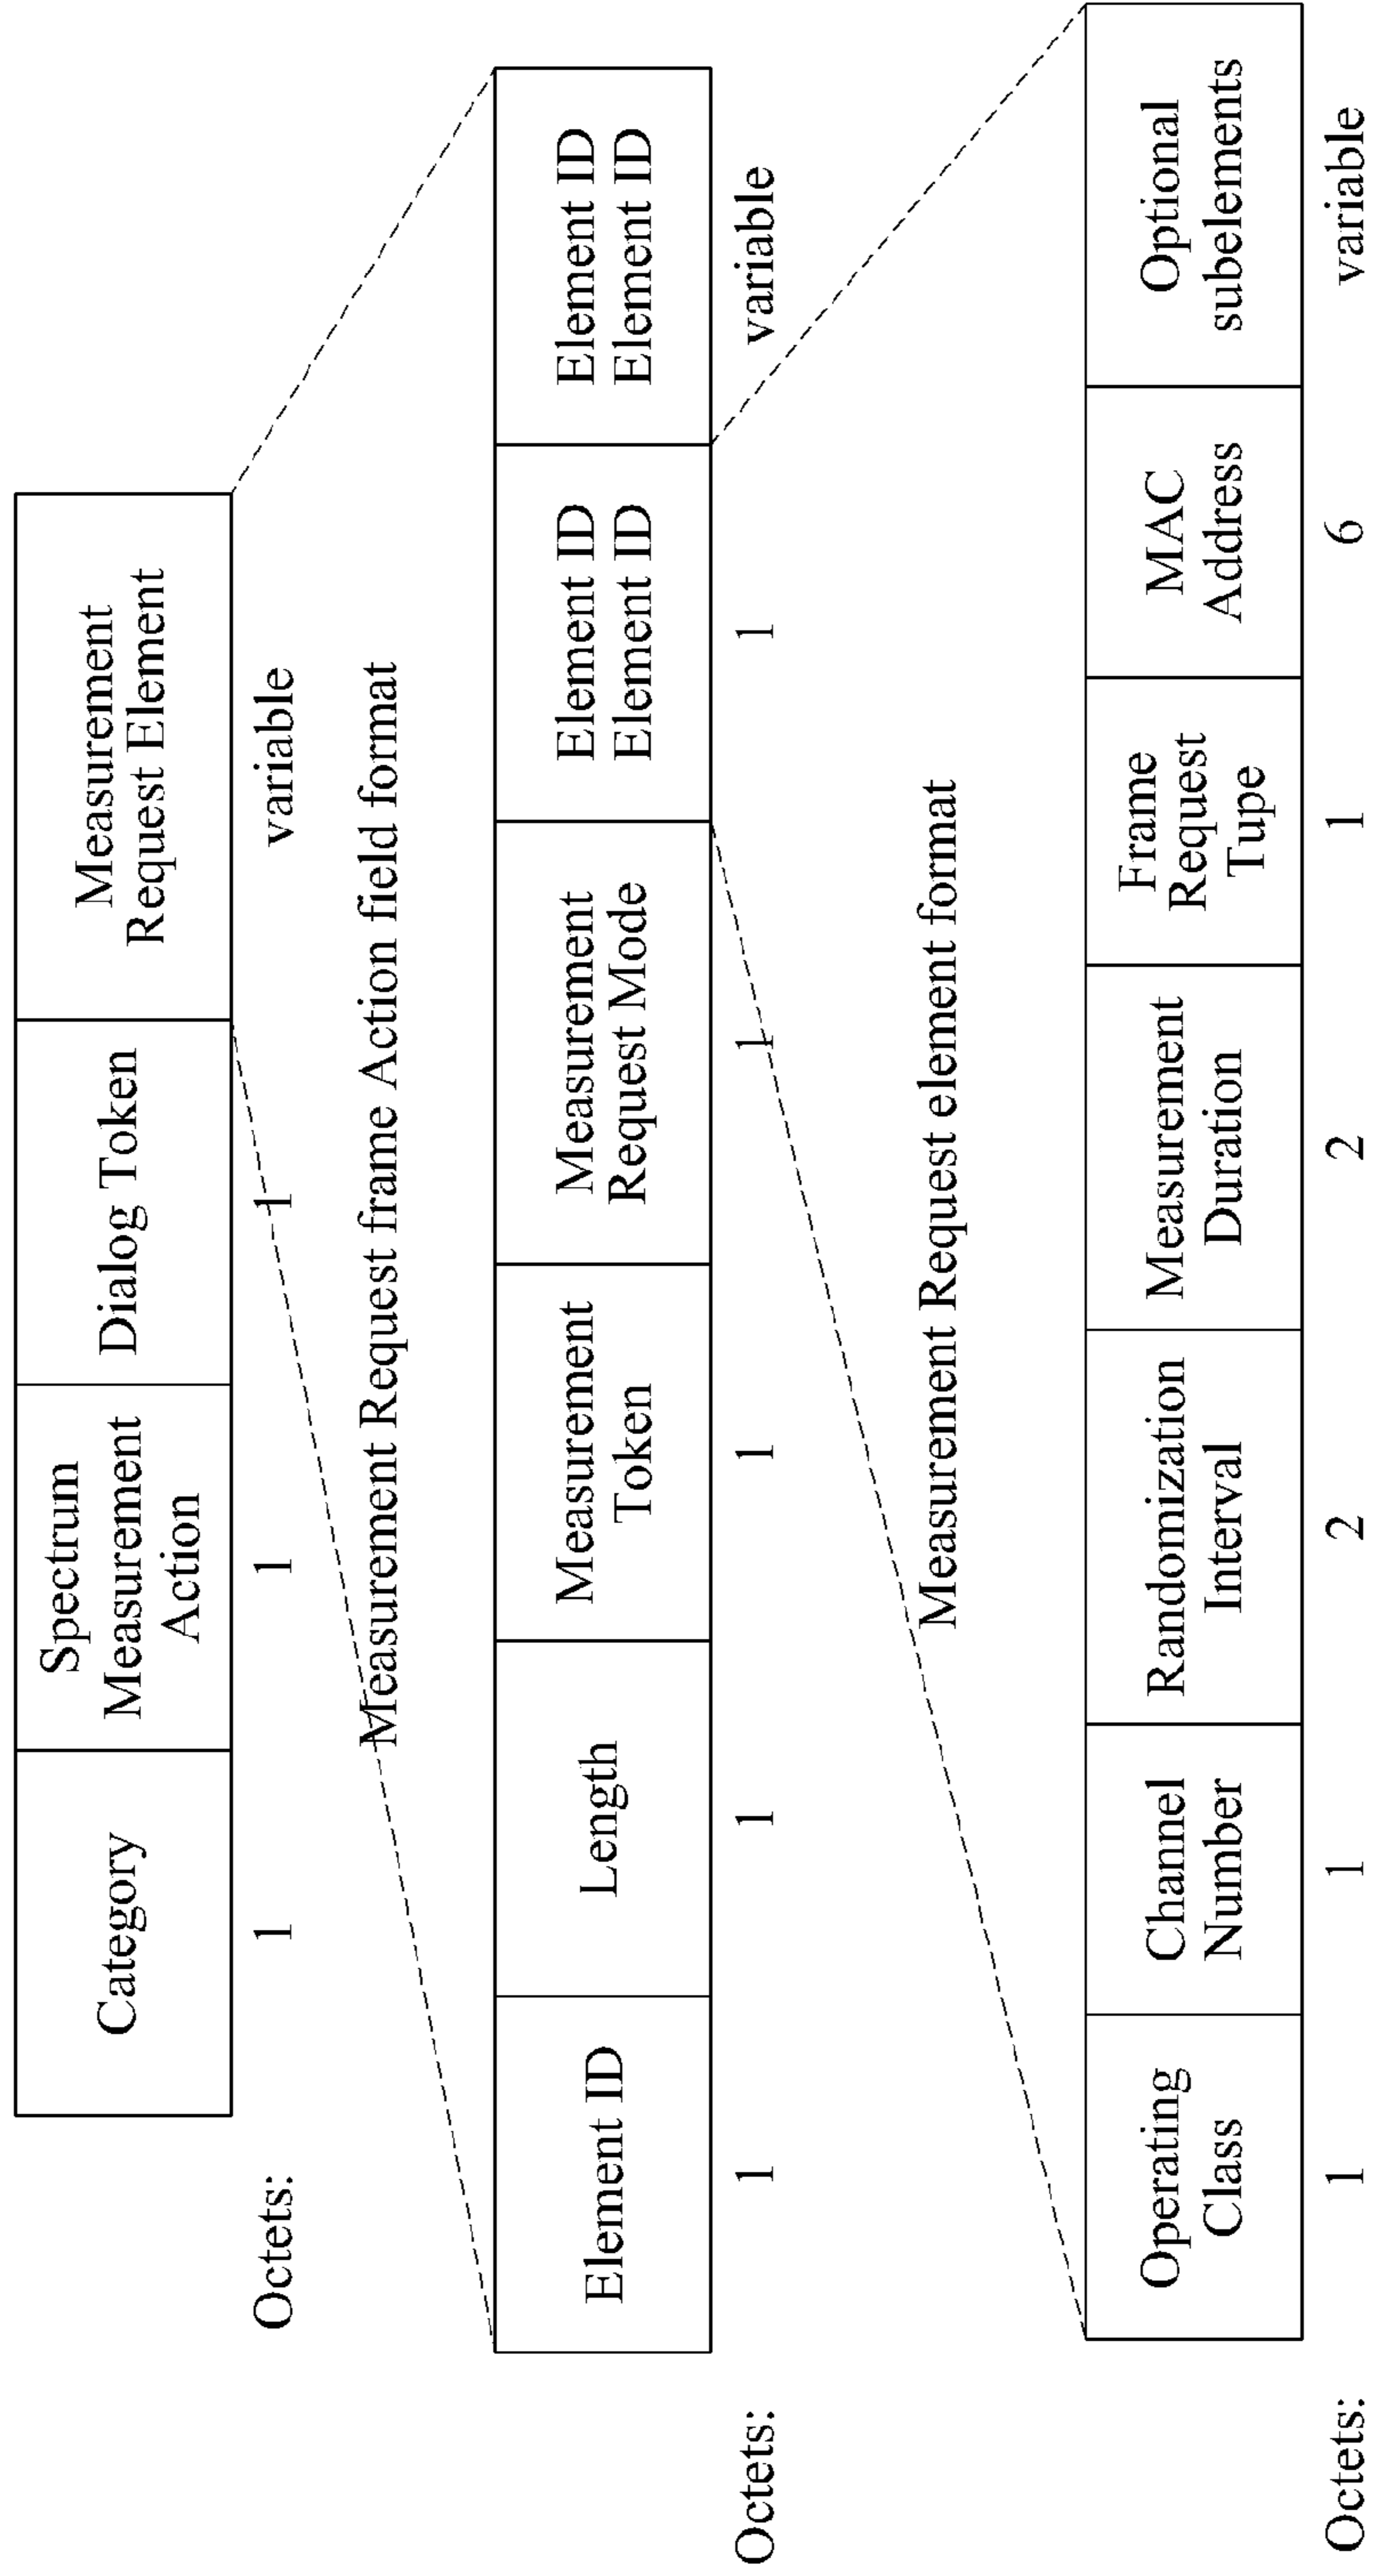 Category
Spectrum
Measurement
Action
Dialog Token
Measurement
Request Element
Octets:
1
1
1
variable
Measurement Request frame Action field format
Element ID
Length
Measurement
Token
Measurement
Request Mode
Element ID
Element ID
Element ID
Element ID
Octets:
1
1
1
1
1
variable
Measurement Request element format
Operating
Class
Channel
Number
Randomization
Interval
Measurement
Duration
Frame
Request
Tupe
MAC
Address
Optional
subelements
Octets:
1
1
2
2
1
6
variable